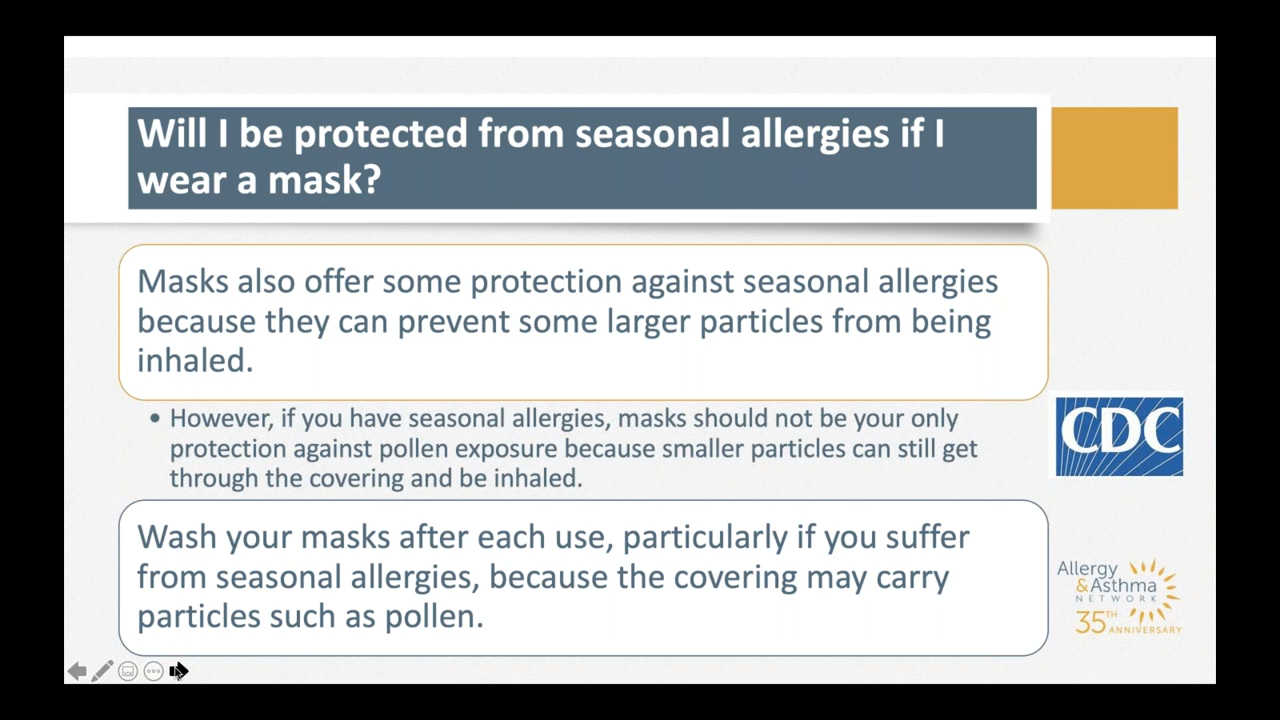 Will I be protected from seasonal allergies if I
wear a mask?
Masks also offer some protection against seasonal allergies
because they can prevent some larger particles from being
inhaled.
• However, if you have seasonal allergies, masks should not be your only
protection against pollen exposure because smaller particles can still get
through the covering and be inhaled.
CDC
Wash your masks after each use, particularly if you suffer
from seasonal allergies, because the covering may carry
particles such as pollen.
Allergy
&Asthma
NETWORK
35TH
ANNIVERSARY